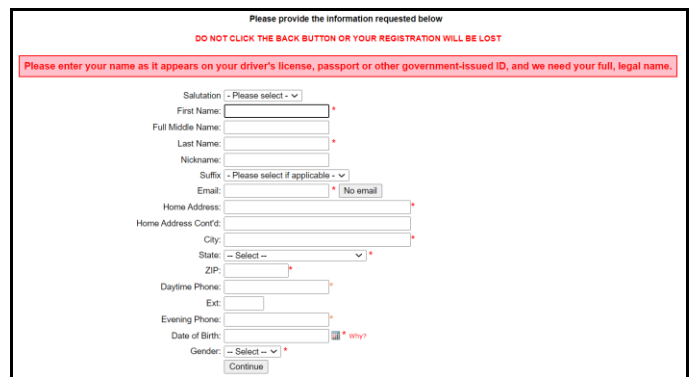 Please provide the information requested below
DO NOT CLICK THE BACK BUTTON OR YOUR REGISTRATION WILL BE LOST
Please enter your name as it appears on your driver's license, passport or other government-issued ID, and we need your full, legal name.
Salutation - Please select -
First Name: *
Full Middle Name:
Last Name: *
Nickname:
Suffix - Please select if applicable -
Email: * No email
Home Address: *
Home Address Cont'd:
City: *
State: -- Select -- *
ZIP: *
Daytime Phone: *
Ext:
Evening Phone: *
Date of Birth: * Why?
Gender: -- Select -- *
Continue